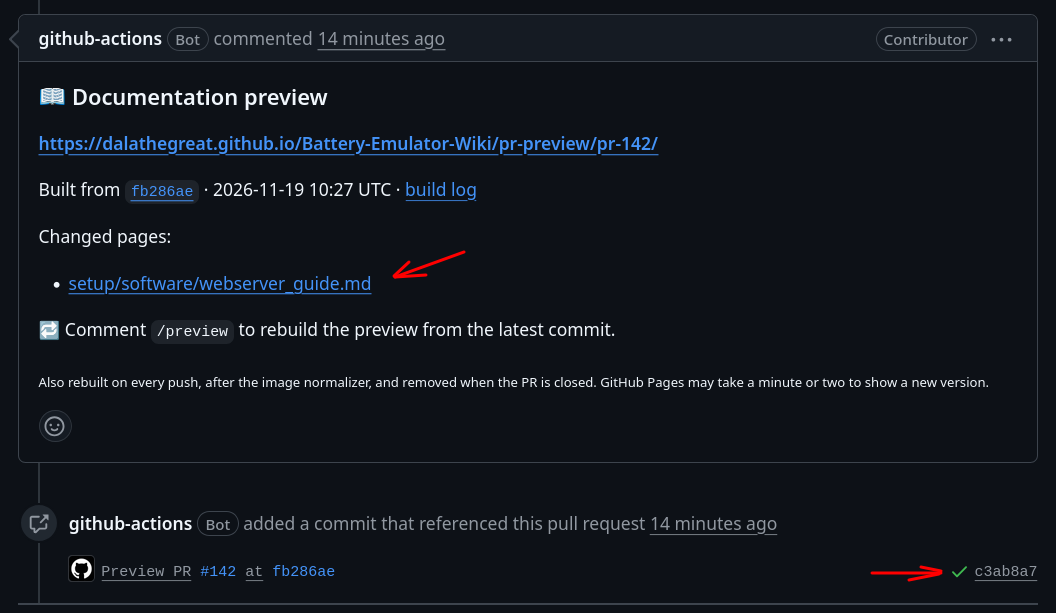 github-actions Bot commented 14 minutes ago Contributor ...
Documentation preview
https://dalathegreat.github.io/Battery-Emulator-Wiki/pr-preview/pr-142/
Built from fb286ae · 2026-11-19 10:27 UTC · build log
Changed pages:
• setup/software/webserver_guide.md
Comment /preview to rebuild the preview from the latest commit.
Also rebuilt on every push, after the image normalizer, and removed when the PR is closed. GitHub Pages may take a minute or two to show a new version.
github-actions Bot added a commit that referenced this pull request 14 minutes ago
Preview PR #142 at fb286ae c3ab8a7